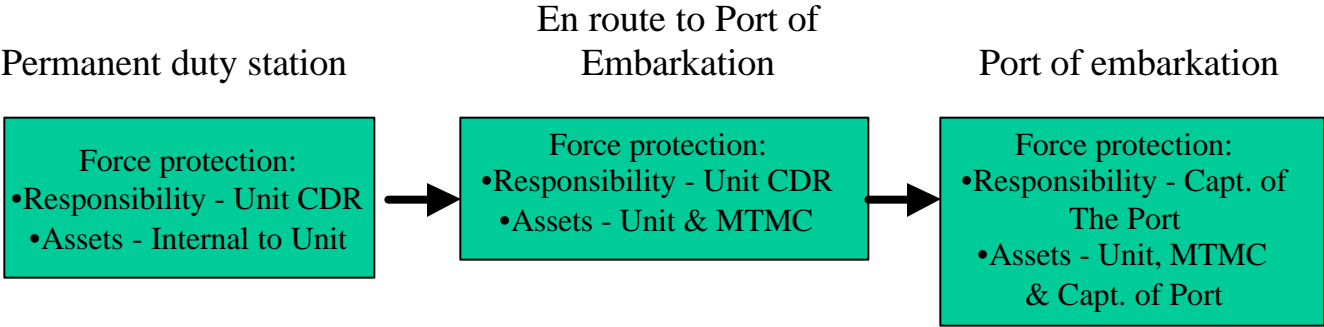 Permanent duty station
En route to Port of
Embarkation
Port of embarkation
Force protection:
•Responsibility - Unit CDR
•Assets - Internal to Unit
Force protection:
•Responsibility - Unit CDR
•Assets - Unit & MTMC
Force protection:
•Responsibility - Capt. of
The Port
•Assets - Unit, MTMC
& Capt. of Port